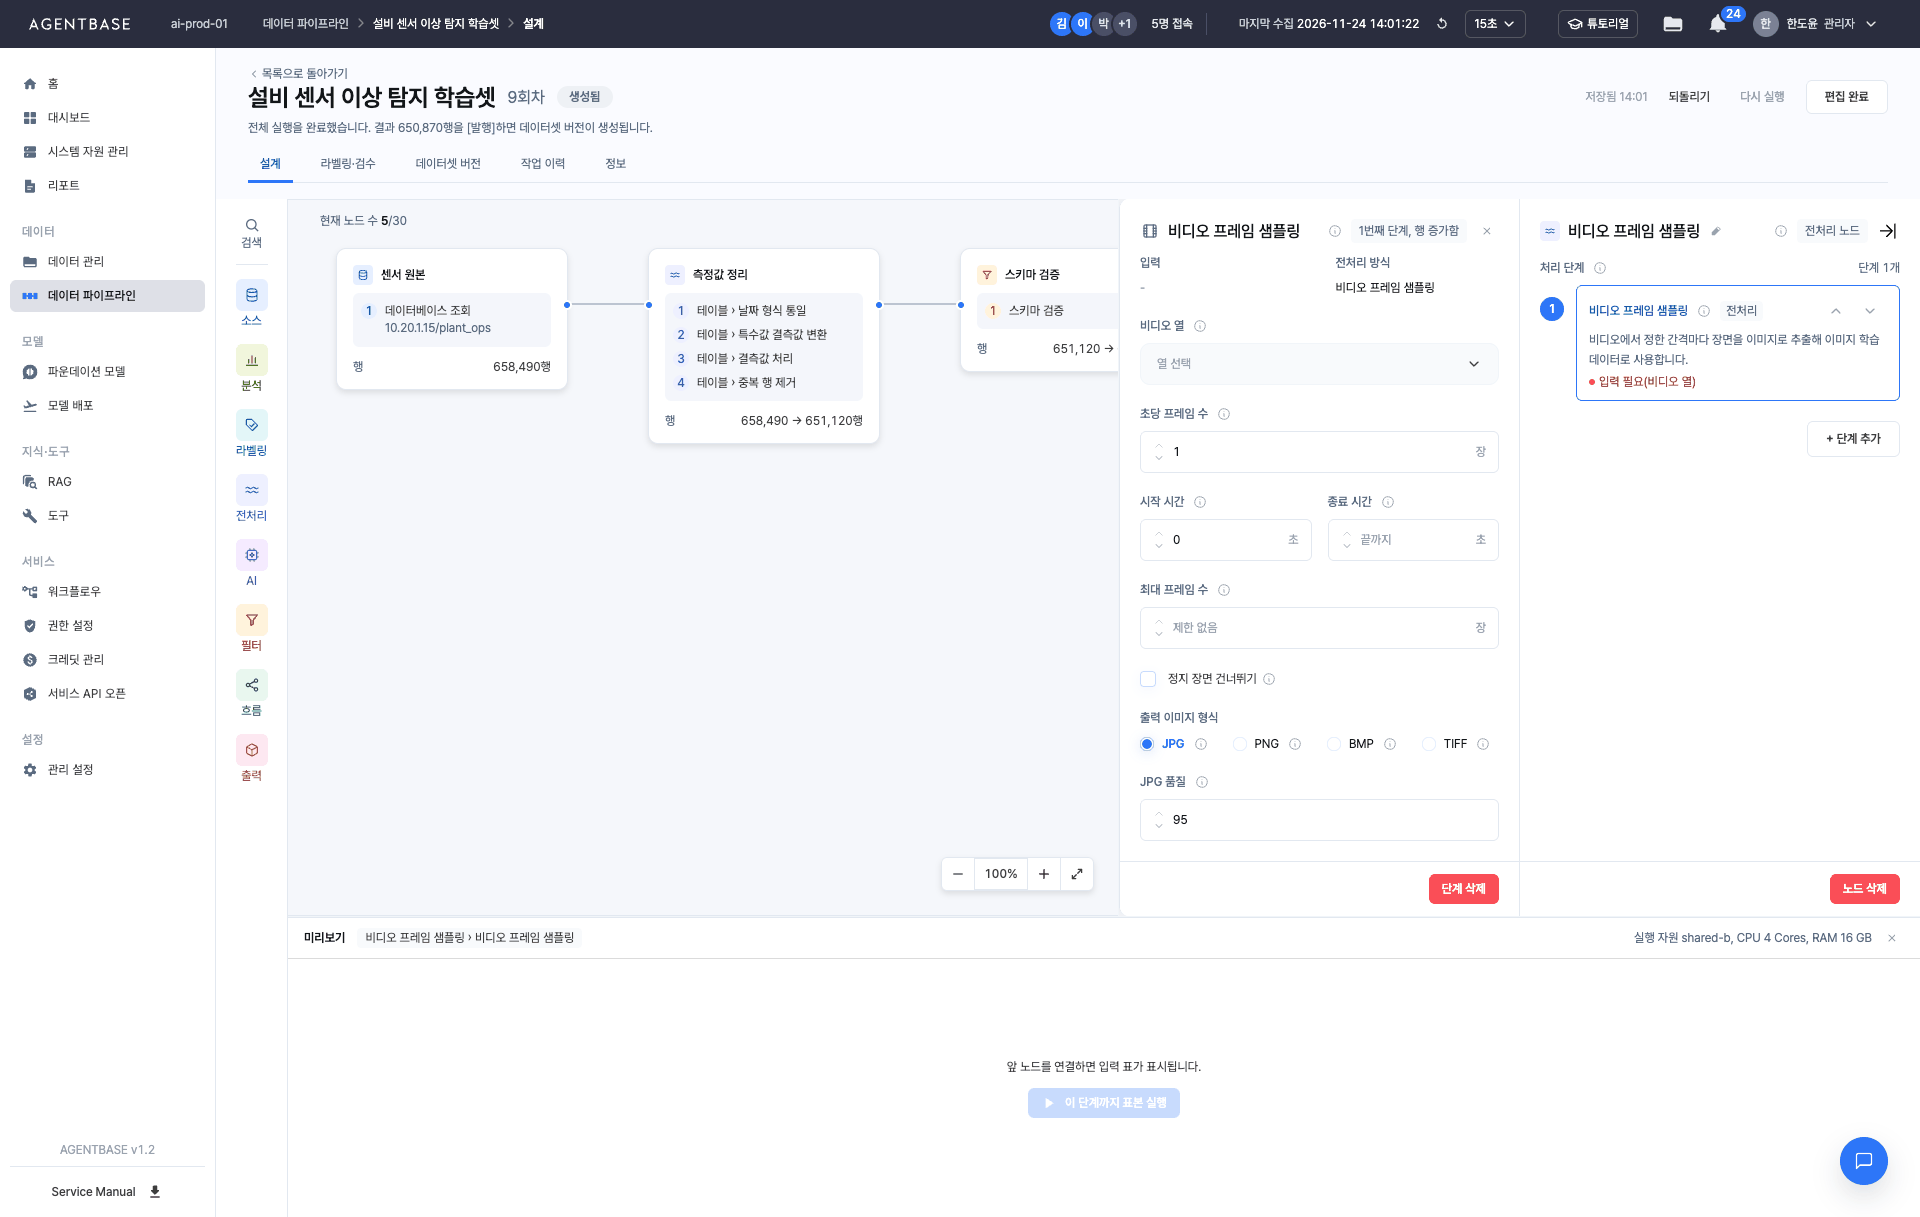 AGENTBASE
ai-prod-01
데이터 파이프라인 > 설비 센서 이상 탐지 학습셋 > 설계
김 이 박 +1 5명 접속
마지막 수집 2026-11-24 14:01:22
15초
튜토리얼
24
한 한도윤 관리자
홈
대시보드
시스템 자원 관리
리포트
데이터
데이터 관리
데이터 파이프라인
모델
파운데이션 모델
모델 배포
지식·도구
RAG
도구
서비스
워크플로우
권한 설정
크레딧 관리
서비스 API 오픈
설정
관리 설정
AGENTBASE v1.2
Service Manual
목록으로 돌아가기
설비 센서 이상 탐지 학습셋 9회차 생성됨
전체 실행을 완료했습니다. 결과 650,870행을 [발행]하면 데이터셋 버전이 생성됩니다.
저장됨 14:01 되돌리기 다시 실행 편집 완료
설계 라벨링·검수 데이터셋 버전 작업 이력 정보
검색
소스
분석
라벨링
전처리
AI
필터
흐름
출력
현재 노드 수 5/30
센서 원본
1 데이터베이스 조회
10.20.1.15/plant_ops
행 658,490행
측정값 정리
1 테이블 › 날짜 형식 통일
2 테이블 › 특수값 결측값 변환
3 테이블 › 결측값 처리
4 테이블 › 중복 행 제거
행 658,490 → 651,120행
스키마 검증
1 스키마 검증
행 651,120 →
100%
비디오 프레임 샘플링 1번째 단계, 행 증가함
입력 전처리 방식
- 비디오 프레임 샘플링
비디오 열
열 선택
초당 프레임 수
1 장
시작 시간 종료 시간
0 초 끝까지 초
최대 프레임 수
제한 없음 장
정지 장면 건너뛰기
출력 이미지 형식
JPG PNG BMP TIFF
JPG 품질
95
단계 삭제
비디오 프레임 샘플링 전처리 노드
처리 단계 단계 1개
1 비디오 프레임 샘플링 전처리
비디오에서 정한 간격마다 장면을 이미지로 추출해 이미지 학습
데이터로 사용합니다.
입력 필요(비디오 열)
+ 단계 추가
노드 삭제
미리보기 비디오 프레임 샘플링 › 비디오 프레임 샘플링
실행 자원 shared-b, CPU 4 Cores, RAM 16 GB
앞 노드를 연결하면 입력 표가 표시됩니다.
이 단계까지 표본 실행